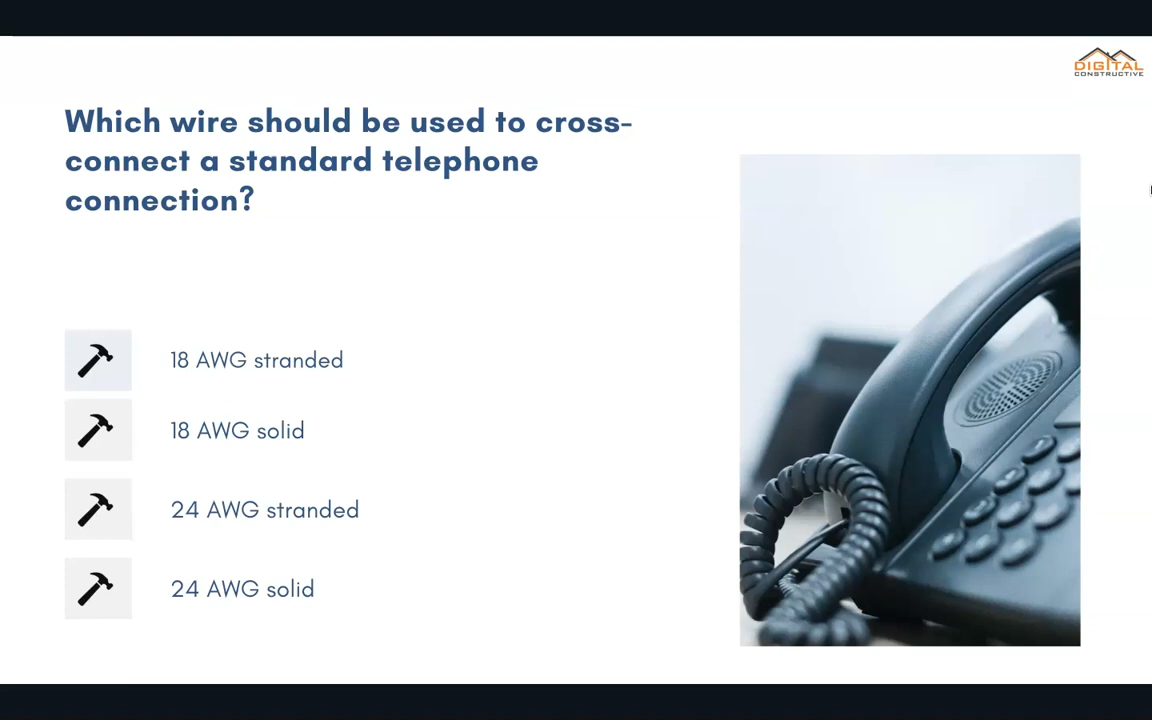 DIGITAL
CONSTRUCTIVE
Which wire should be used to cross-
connect a standard telephone
connection?
18 AWG stranded
18 AWG solid
24 AWG stranded
24 AWG solid